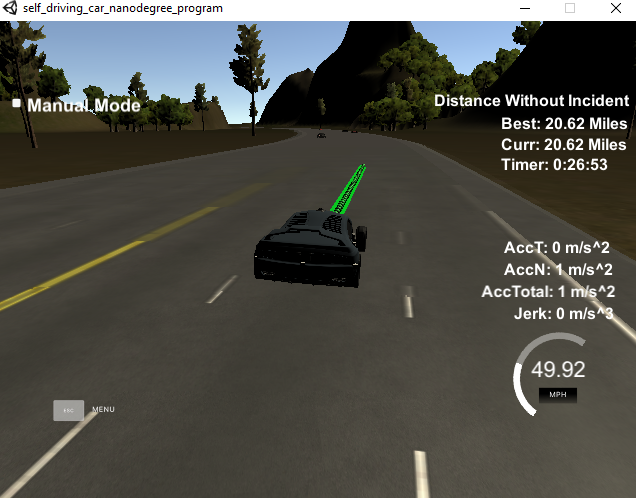 self_driving_car_nanodegree_program
Manual Mode
Distance Without Incident
Best: 20.62 Miles
Curr: 20.62 Miles
Timer: 0:26:53
AccT: 0 m/s^2
AccN: 1 m/s^2
AccTotal: 1 m/s^2
Jerk: 0 m/s^3
49.92
MPH
ESC MENU